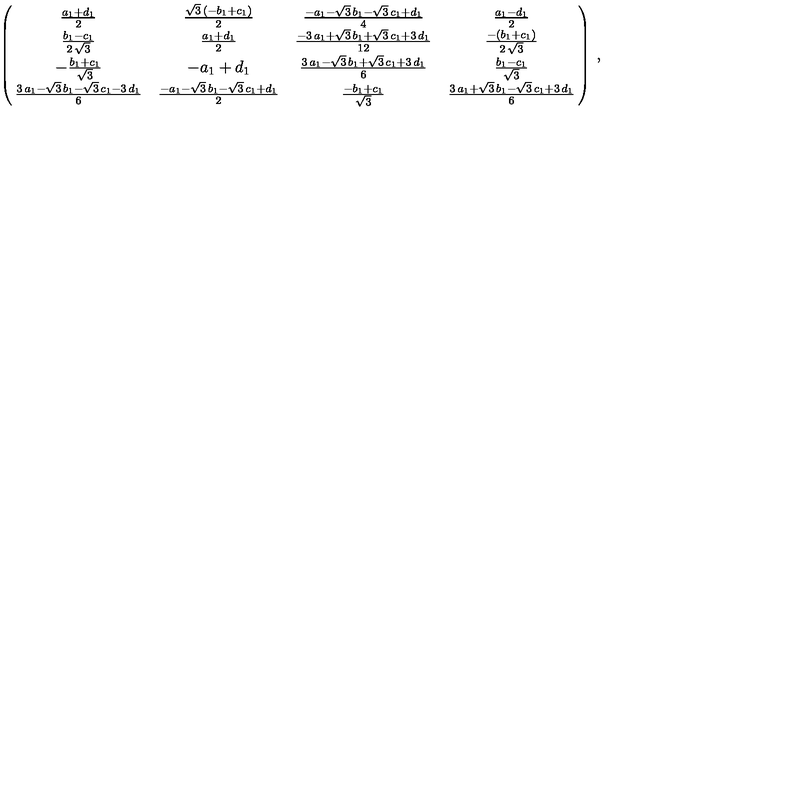 \left( \begin{array}{cccc}
\frac{a_1+d_1}{2} & \frac{\sqrt{3}\,(-b_1+c_1)}{2} & \frac{-a_1-\sqrt{3}\,b_1-\sqrt{3}\,c_1+d_1}{4} & \frac{a_1-d_1}{2} \\
\frac{b_1-c_1}{2\,\sqrt{3}} & \frac{a_1+d_1}{2} & \frac{-3\,a_1+\sqrt{3}\,b_1+\sqrt{3}\,c_1+3\,d_1}{12} & \frac{-(b_1+c_1)}{2\,\sqrt{3}} \\
-\frac{b_1+c_1}{\sqrt{3}} & -a_1+d_1 & \frac{3\,a_1-\sqrt{3}\,b_1+\sqrt{3}\,c_1+3\,d_1}{6} & \frac{b_1-c_1}{\sqrt{3}} \\
\frac{3\,a_1-\sqrt{3}\,b_1-\sqrt{3}\,c_1-3\,d_1}{6} & \frac{-a_1-\sqrt{3}\,b_1-\sqrt{3}\,c_1+d_1}{2} & \frac{-b_1+c_1}{\sqrt{3}} & \frac{3\,a_1+\sqrt{3}\,b_1-\sqrt{3}\,c_1+3\,d_1}{6}
\end{array} \right) ,